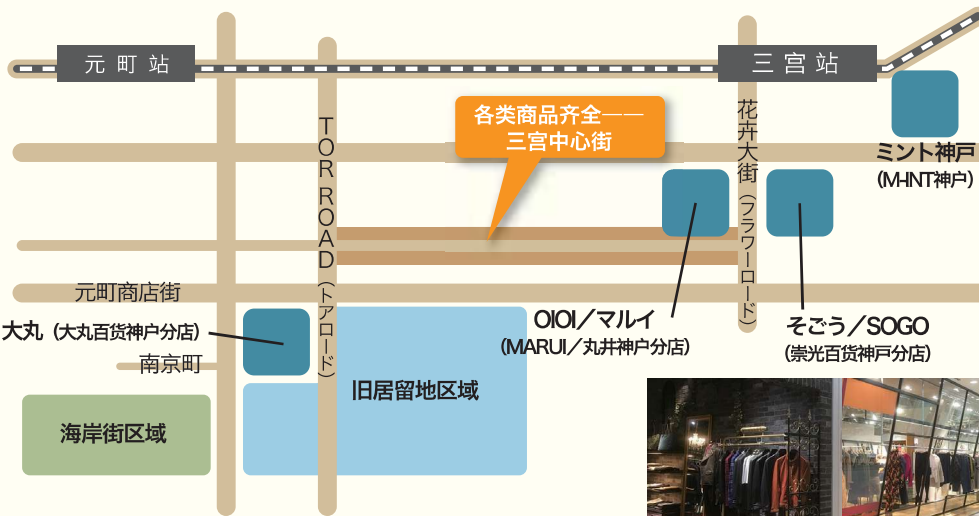 元町站
三宫站
各类商品齐全——
三宫中心街
TOR ROAD（トアロード）
花卉大街（フラワーロード）
ミント神戸
（M-INT神户）
元町商店街
大丸（大丸百货神户分店）
南京町
OIOI／マルイ
（MARUI／丸井神户分店）
そごう／SOGO
（崇光百货神戸分店）
旧居留地区域
海岸街区域